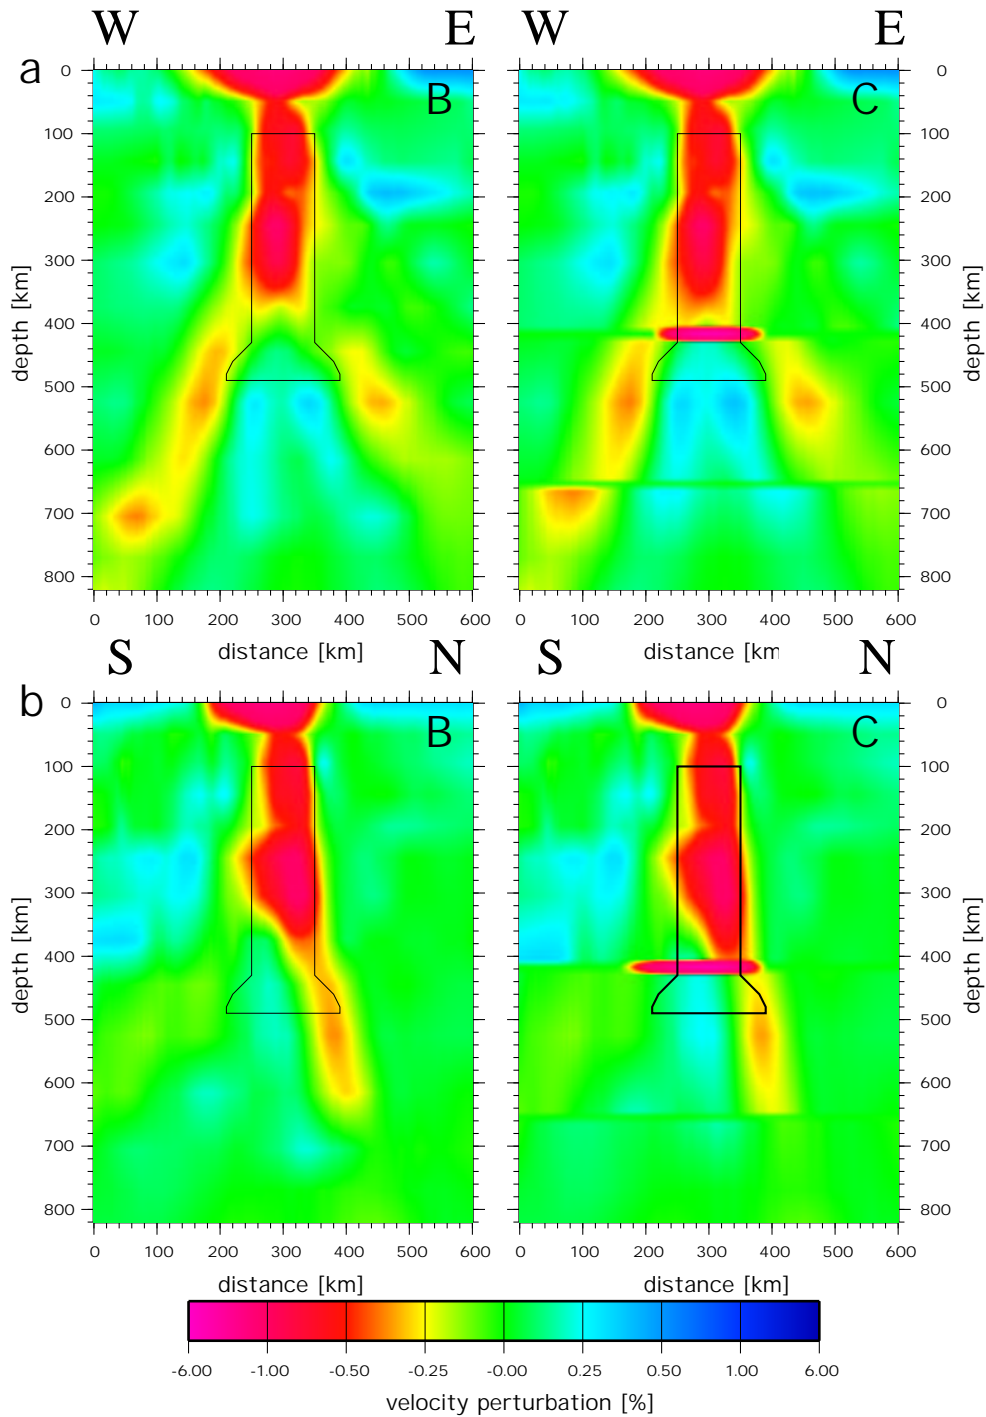 W E W E
a
B C
0 0
100 100
200 200
300 300
400 400
500 500
600 600
700 700
800 800
depth [km] depth [km]
0 100 200 300 400 500 600 0 100 200 300 400 500 600
distance [km] distance [km
S N S N
b
B C
0 0
100 100
200 200
300 300
400 400
500 500
600 600
700 700
800 800
depth [km] depth [km]
0 100 200 300 400 500 600 0 100 200 300 400 500 600
distance [km] distance [km]
-6.00 -1.00 -0.50 -0.25 -0.00 0.25 0.50 1.00 6.00
velocity perturbation [%]